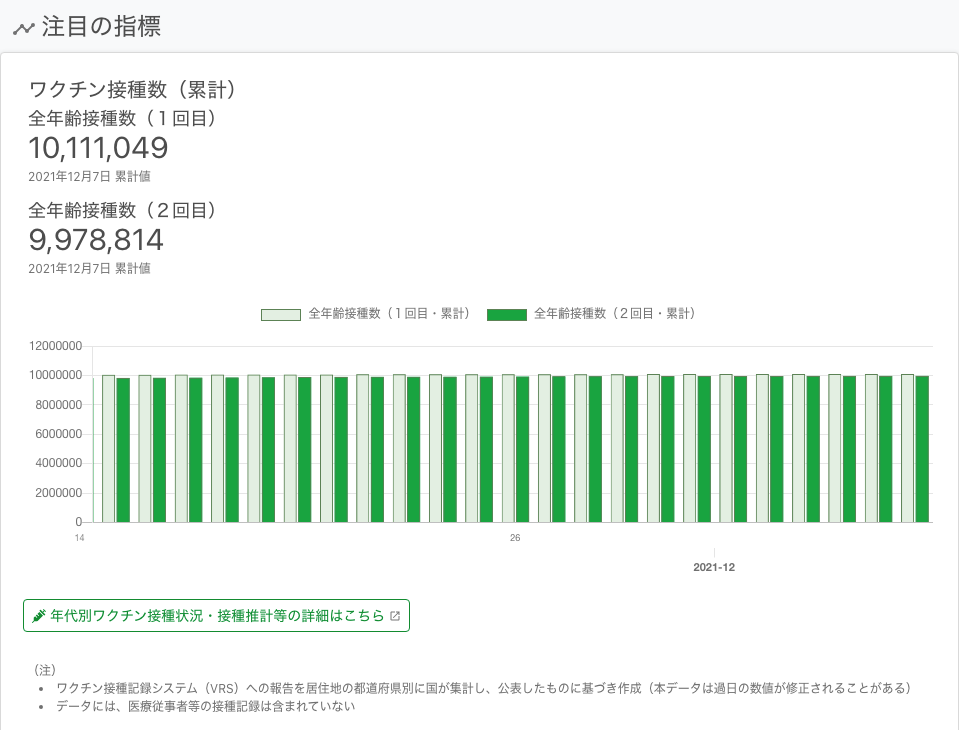 注目の指標
ワクチン接種数（累計）
全年齢接種数（１回目）
10,111,049
2021年12月7日 累計値
全年齢接種数（２回目）
9,978,814
2021年12月7日 累計値
全年齢接種数（１回目・累計） 全年齢接種数（２回目・累計）
12000000
10000000
8000000
6000000
4000000
2000000
0
14 26
2021-12
年代別ワクチン接種状況・接種推計等の詳細はこちら
（注）
• ワクチン接種記録システム（VRS）への報告を居住地の都道府県別に国が集計し、公表したものに基づき作成（本データは過日の数値が修正されることがある）
• データには、医療従事者等の接種記録は含まれていない